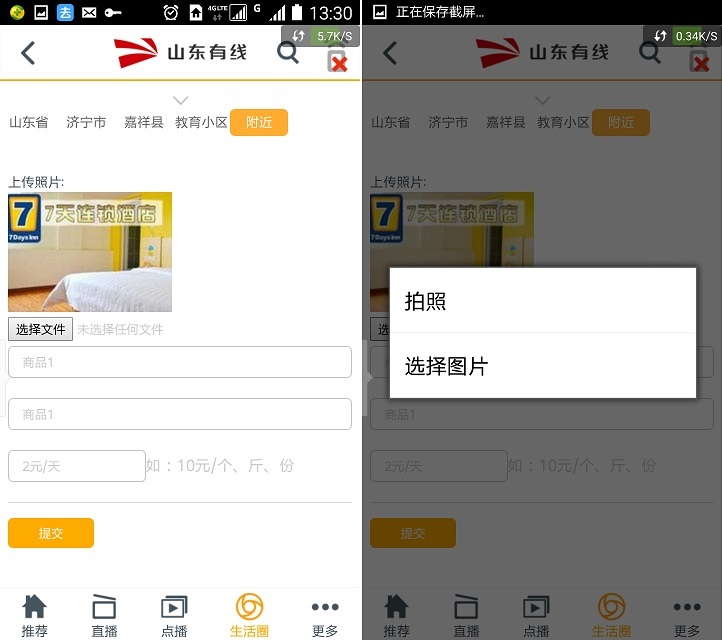 4GLTE G 13:30
5.7K/S
山东有线
山东省 嘉祥县 济宁市 教育小区 附近
上传照片:
7
7天连锁酒店
7 Days Inn
选择文件 未选择任何文件
商品1
商品1
2元/天 如：10元/个、斤、份
提交
推荐 直播 点播 生活圈 更多
正在保存截屏...
0.34K/S
山东有线
山东省 济宁市 嘉祥县 教育小区 附近
上传照片:
7
7天连锁酒店
7 Days Inn
拍照
选择图片
选
商品1
2元/天 如：10元/个、斤、份
提交
推荐 直播 点播 生活圈 更多